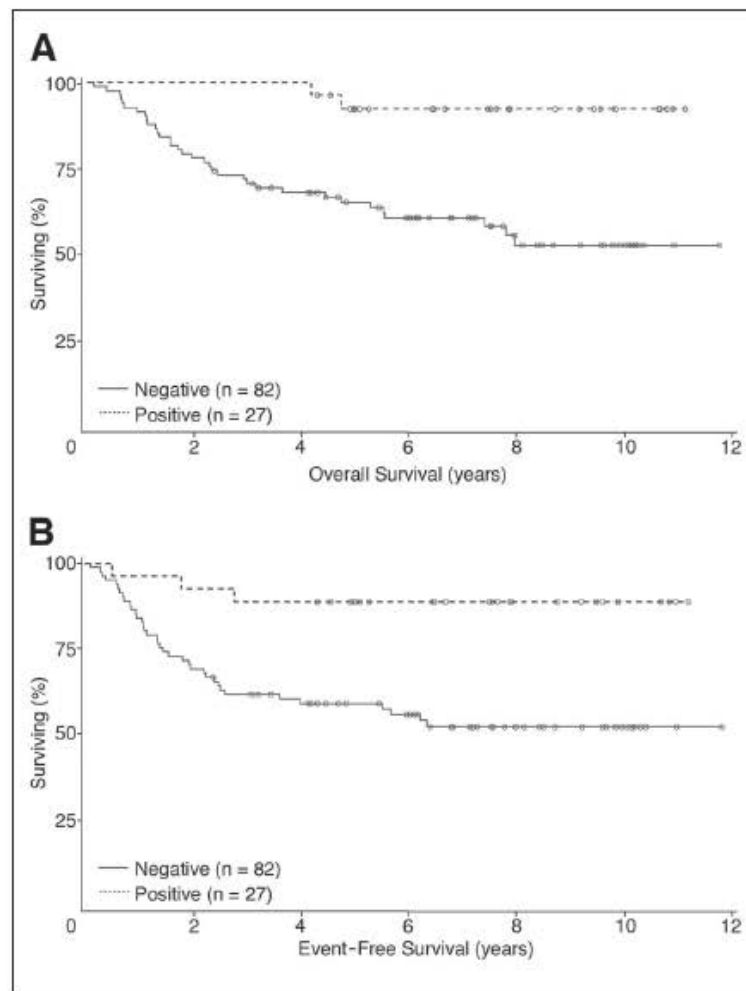 A
100
75
50
25
Surviving (%)
Negative (n = 82)
Positive (n = 27)
0 2 4 6 8 10 12
Overall Survival (years)
B
100
75
50
25
Surviving (%)
Negative (n = 82)
Positive (n = 27)
0 2 4 6 8 10 12
Event-Free Survival (years)